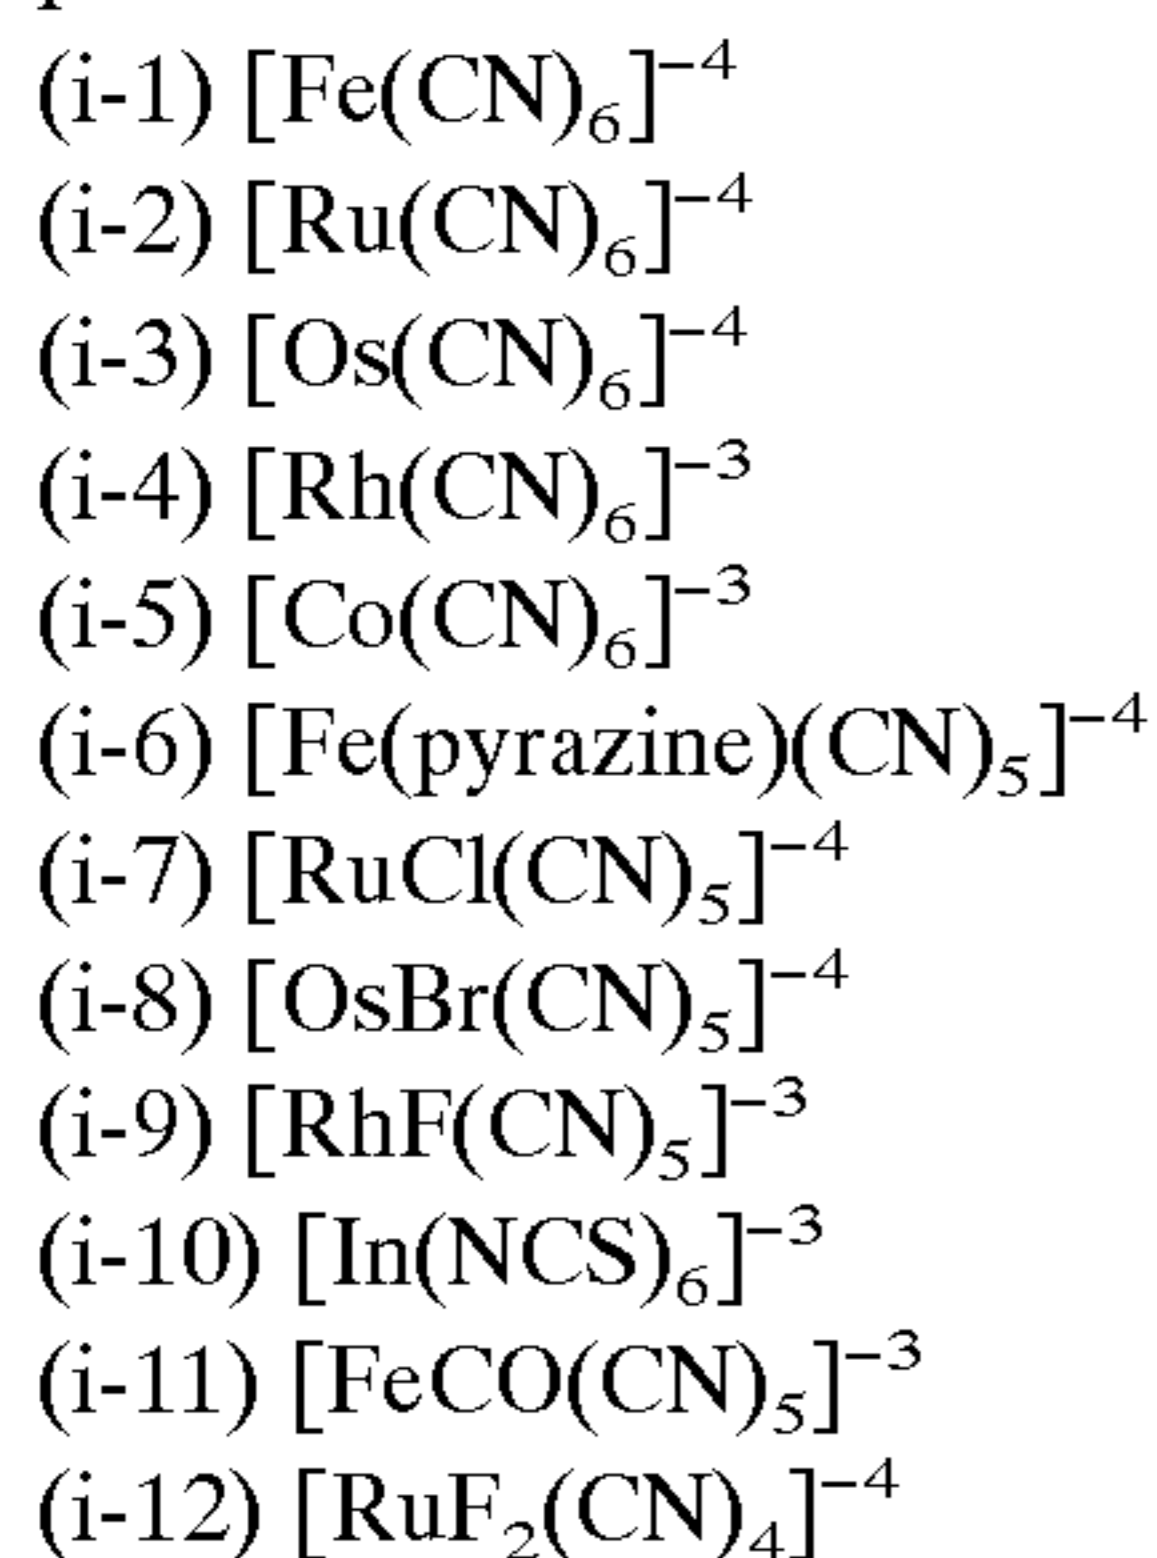 (i-1) [Fe(CN)₆]⁻⁴
(i-2) [Ru(CN)₆]⁻⁴
(i-3) [Os(CN)₆]⁻⁴
(i-4) [Rh(CN)₆]⁻³
(i-5) [Co(CN)₆]⁻³
(i-6) [Fe(pyrazine)(CN)₅]⁻⁴
(i-7) [RuCl(CN)₅]⁻⁴
(i-8) [OsBr(CN)₅]⁻⁴
(i-9) [RhF(CN)₅]⁻³
(i-10) [In(NCS)₆]⁻³
(i-11) [FeCO(CN)₅]⁻³
(i-12) [RuF₂(CN)₄]⁻⁴